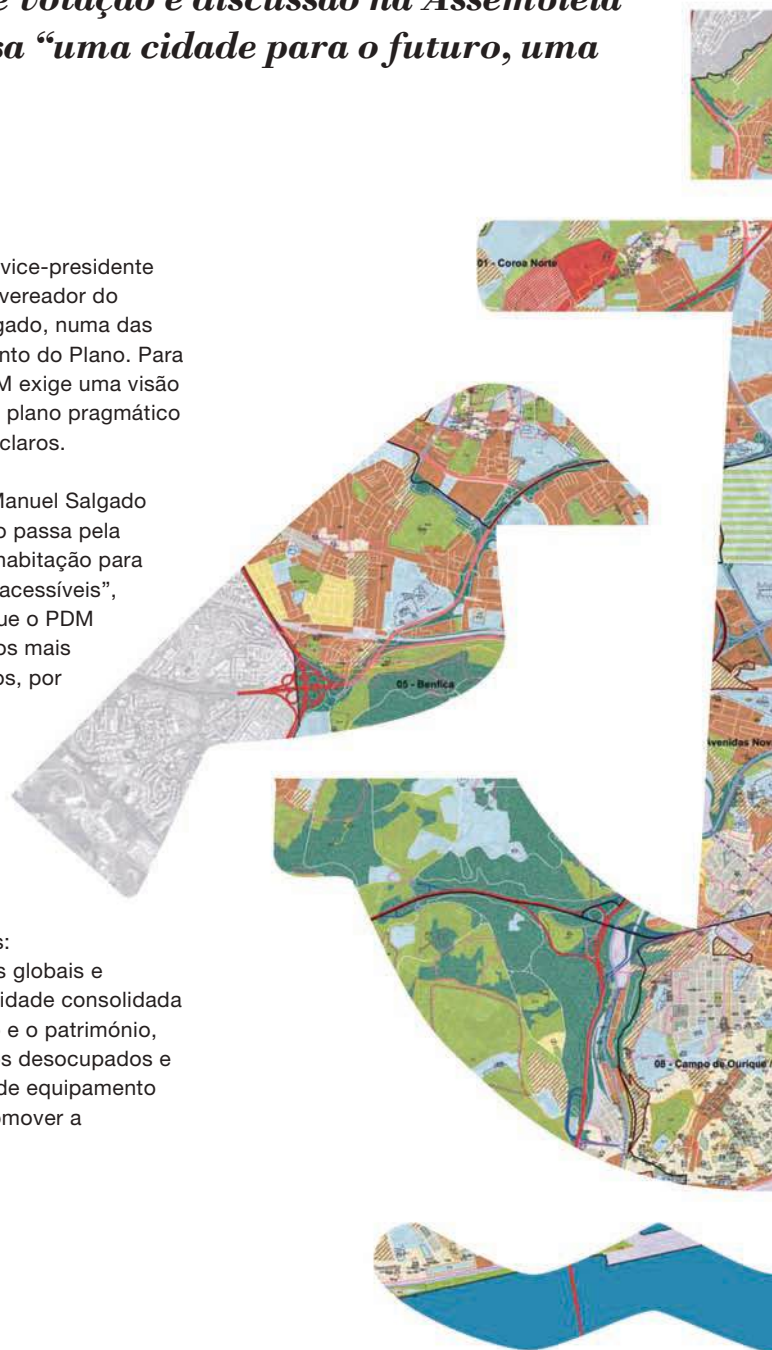 e votação e discussão na Assembleia
sa “uma cidade para o futuro, uma
vice-presidente
vereador do
gado, numa das
nto do Plano. Para
M exige uma visão
plano pragmático
claros.
Manuel Salgado
o passa pela
habitação para
acessíveis”,
ue o PDM
os mais
os, por
s:
s globais e
idade consolidada
e o património,
s desocupados e
de equipamento
omover a
01 - Coroa Norte
05 - Benfica
Avenidas Nov
08 - Campo de Ourique /